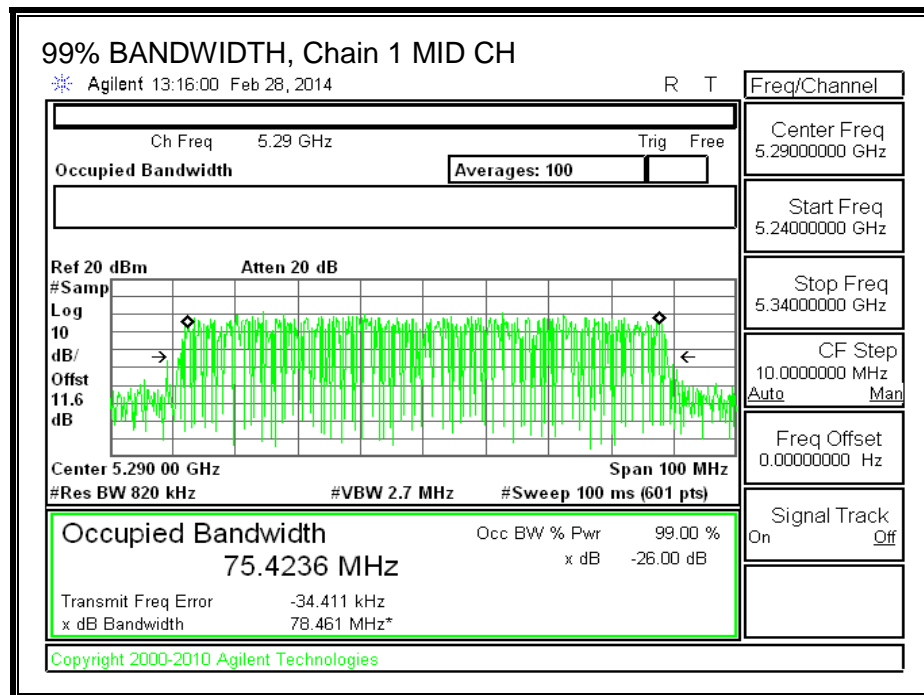 99% BANDWIDTH, Chain 1 MID CH
Agilent 13:16:00 Feb 28, 2014 R T
Ch Freq 5.29 GHz Trig Free
Occupied Bandwidth Averages: 100
Ref 20 dBm Atten 20 dB
#Samp
Log
10
dB/
Offst
11.6
dB
Center 5.290 00 GHz Span 100 MHz
#Res BW 820 kHz #VBW 2.7 MHz #Sweep 100 ms (601 pts)
Occupied Bandwidth Occ BW % Pwr 99.00 %
75.4236 MHz x dB -26.00 dB
Transmit Freq Error -34.411 kHz
x dB Bandwidth 78.461 MHz*
Copyright 2000-2010 Agilent Technologies
Freq/Channel
Center Freq
5.29000000 GHz
Start Freq
5.24000000 GHz
Stop Freq
5.34000000 GHz
CF Step
10.0000000 MHz
Auto Man
Freq Offset
0.00000000 Hz
Signal Track
On Off